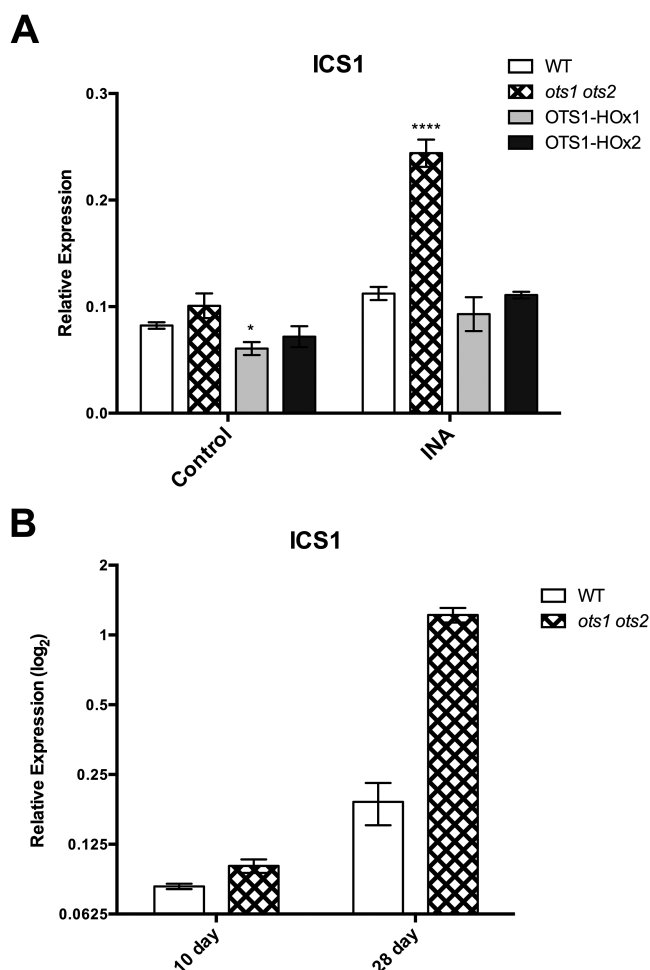 A
ICS1
WT
ots1 ots2
OTS1-HOx1
OTS1-HOx2
Relative Expression
0.3
0.2
0.1
0.0
*
****
Control
INA
B
ICS1
WT
ots1 ots2
Relative Expression (log₂)
2
1
0.5
0.25
0.125
0.0625
10 day
28 day